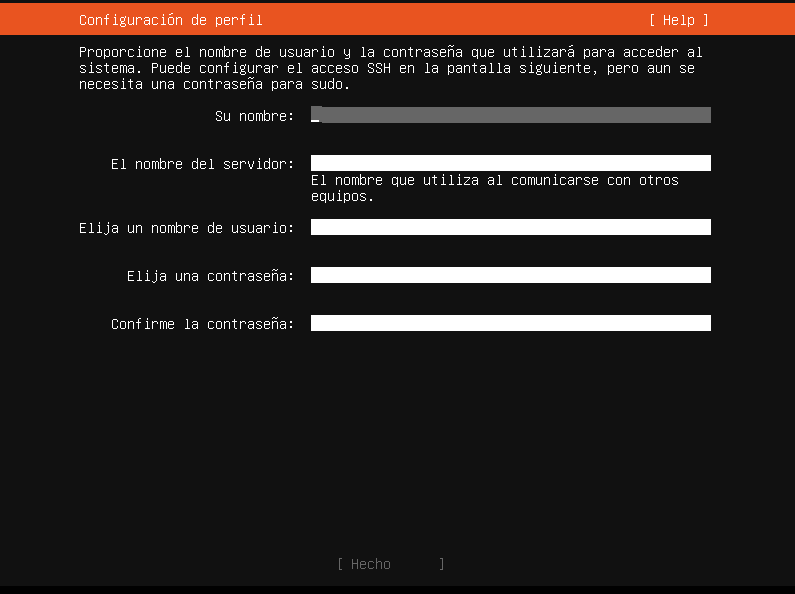 Configuración de perfil [ Help ]
Proporcione el nombre de usuario y la contraseña que utilizará para acceder al
sistema. Puede configurar el acceso SSH en la pantalla siguiente, pero aun se
necesita una contraseña para sudo.
Su nombre:
El nombre del servidor:
El nombre que utiliza al comunicarse con otros
equipos.
Elija un nombre de usuario:
Elija una contraseña:
Confirme la contraseña:
[ Hecho ]